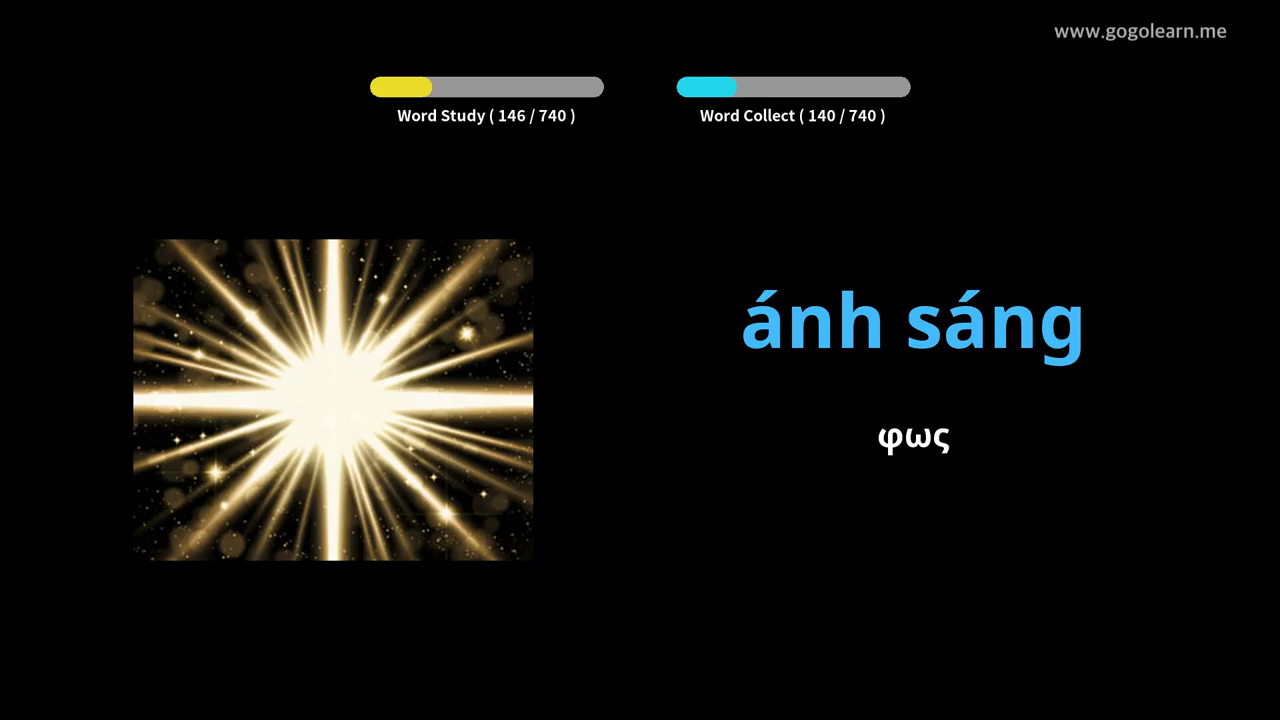 www.gogolearn.me
Word Study ( 146 / 740 )
Word Collect ( 140 / 740 )
ánh sáng
φως